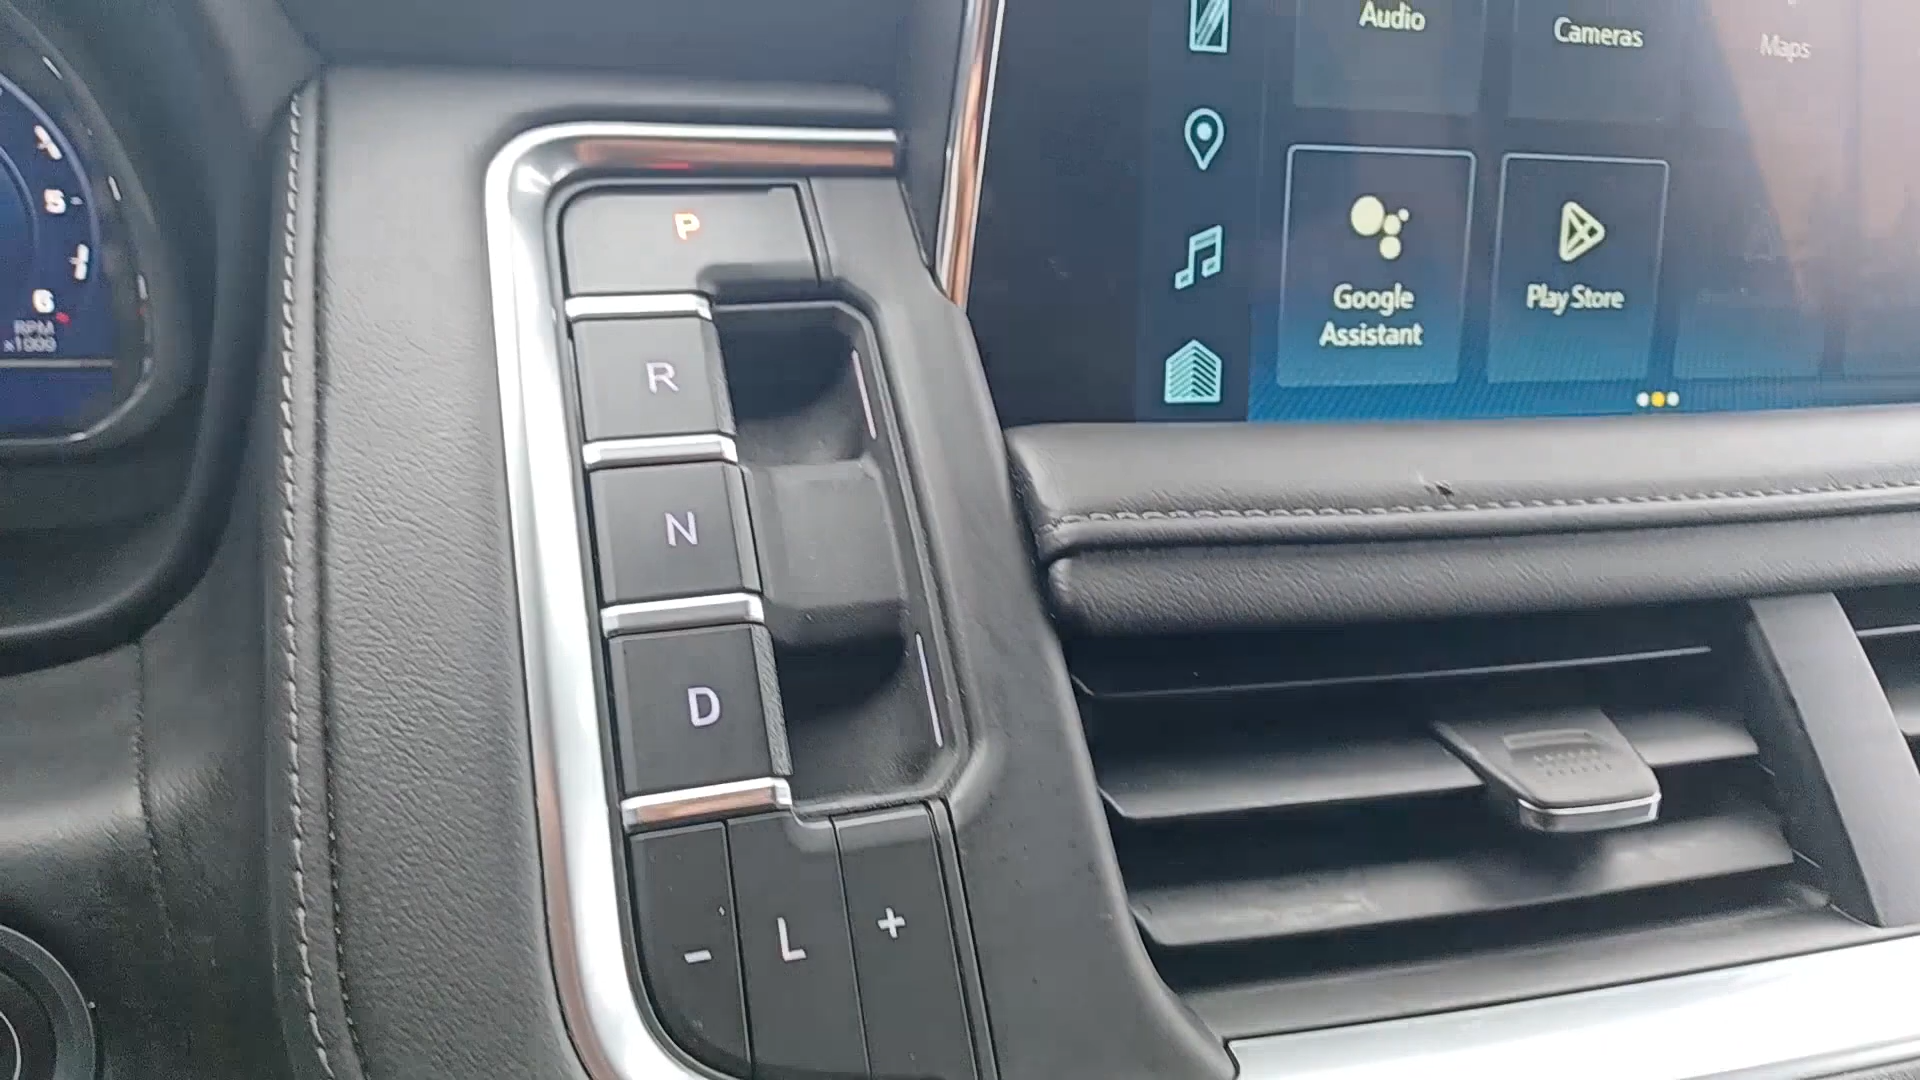 5
6
RPM
x1000
P
R
N
D
- L +
Audio
Cameras
Maps
Google
Assistant
Play Store